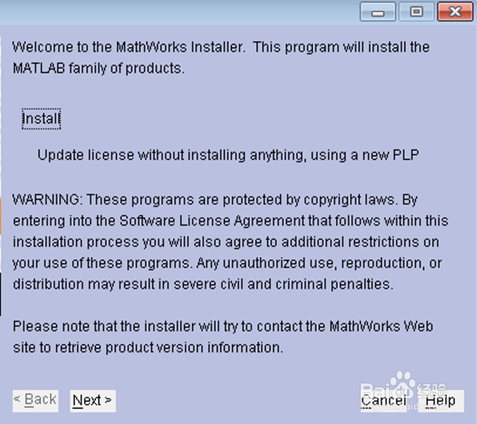 Welcome to the MathWorks Installer. This program will install the
MATLAB family of products.
Install
Update license without installing anything, using a new PLP
WARNING: These programs are protected by copyright laws. By
entering into the Software License Agreement that follows within this
installation process you will also agree to additional restrictions on
your use of these programs. Any unauthorized use, reproduction, or
distribution may result in severe civil and criminal penalties.
Please note that the installer will try to contact the MathWorks Web
site to retrieve product version information.
< Back Next > Cancel Help
Baidu 经验